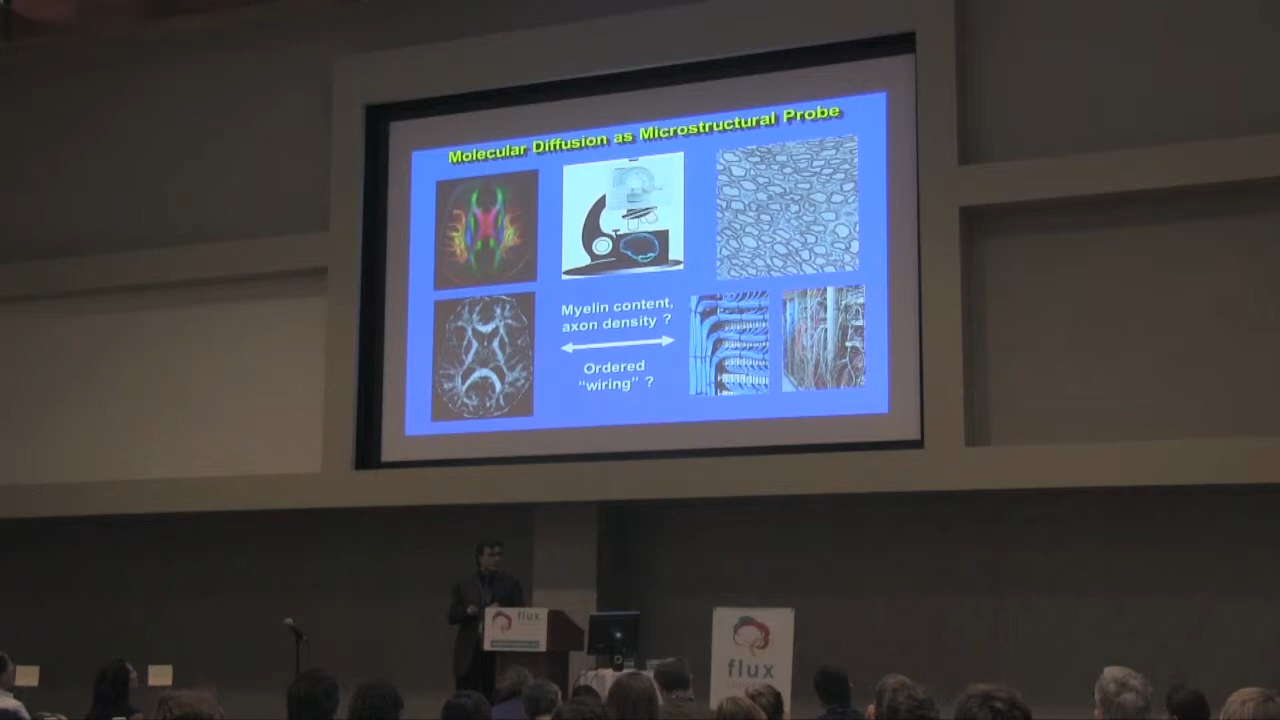 Molecular Diffusion as Microstructural Probe
Myelin content,
axon density ?
Ordered
“wiring” ?
flux
flux